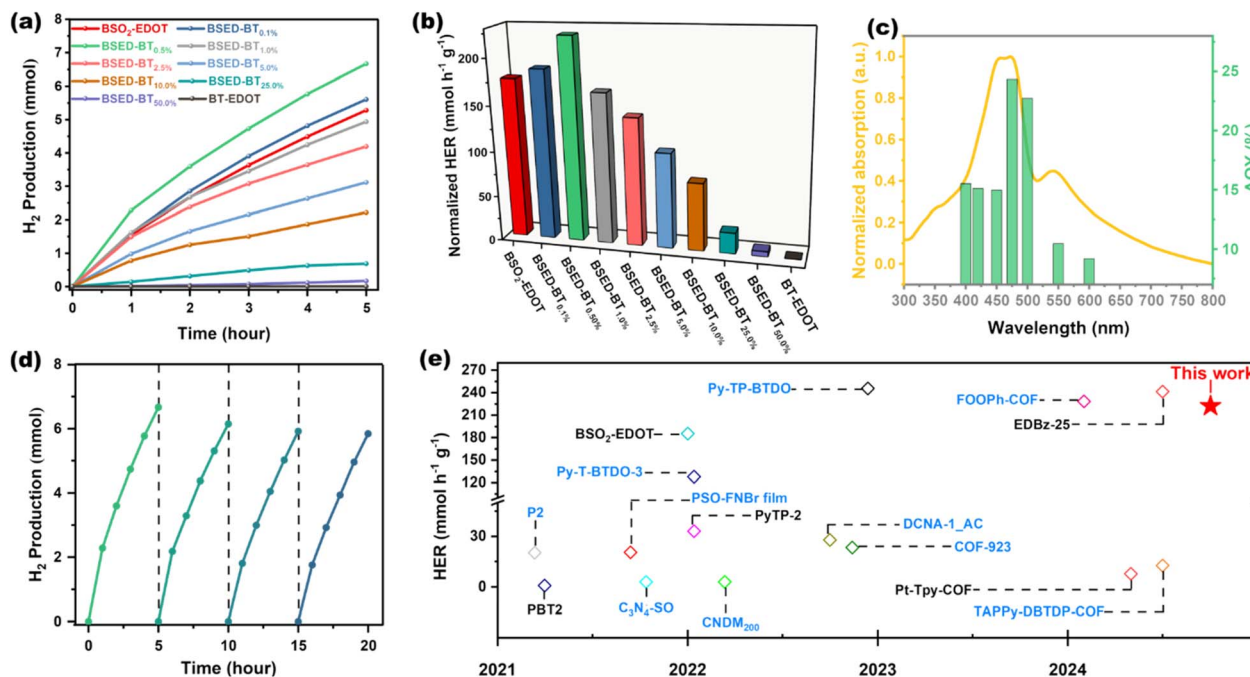 (a)
BSO₂-EDOT
BSED-BT₀.₁%
BSED-BT₀.₅%
BSED-BT₁.₀%
BSED-BT₂.₅%
BSED-BT₅.₀%
BSED-BT₁₀.₀%
BSED-BT₂₅.₀%
BSED-BT₅₀.₀%
BT-EDOT
H₂ Production (mmol)
8
7
6
5
4
3
2
1
0
0 1 2 3 4 5
Time (hour)
(b)
Normalized HER (mmol h⁻¹ g⁻¹)
200
150
100
50
0
BSO₂-EDOT
BSED-BT₀.₁%
BSED-BT₀.₅₀%
BSED-BT₁.₀%
BSED-BT₂.₅%
BSED-BT₅.₀%
BSED-BT₁₀.₀%
BSED-BT₂₅.₀%
BSED-BT₅₀.₀%
BT-EDOT
(c)
Normalized absorption (a.u.)
1.0
0.8
0.6
0.4
0.2
0.0
300 350 400 450 500 550 600 700 800
Wavelength (nm)
25
20
15
10
AQY (%)
(d)
H₂ Production (mmol)
8
6
4
2
0
0 5 10 15 20
Time (hour)
(e)
HER (mmol h⁻¹ g⁻¹)
270
240
210
180
150
120
30
0
P2
PBT2
BSO₂-EDOT
Py-T-BTDO-3
PSO-FNBr film
PyTP-2
C₃N₄-SO
CNDM₂₀₀
Py-TP-BTDO
DCNA-1_AC
COF-923
FOOPh-COF
EDBz-25
This work
Pt-Tpy-COF
TAPPy-DBTDP-COF
2021 2022 2023 2024